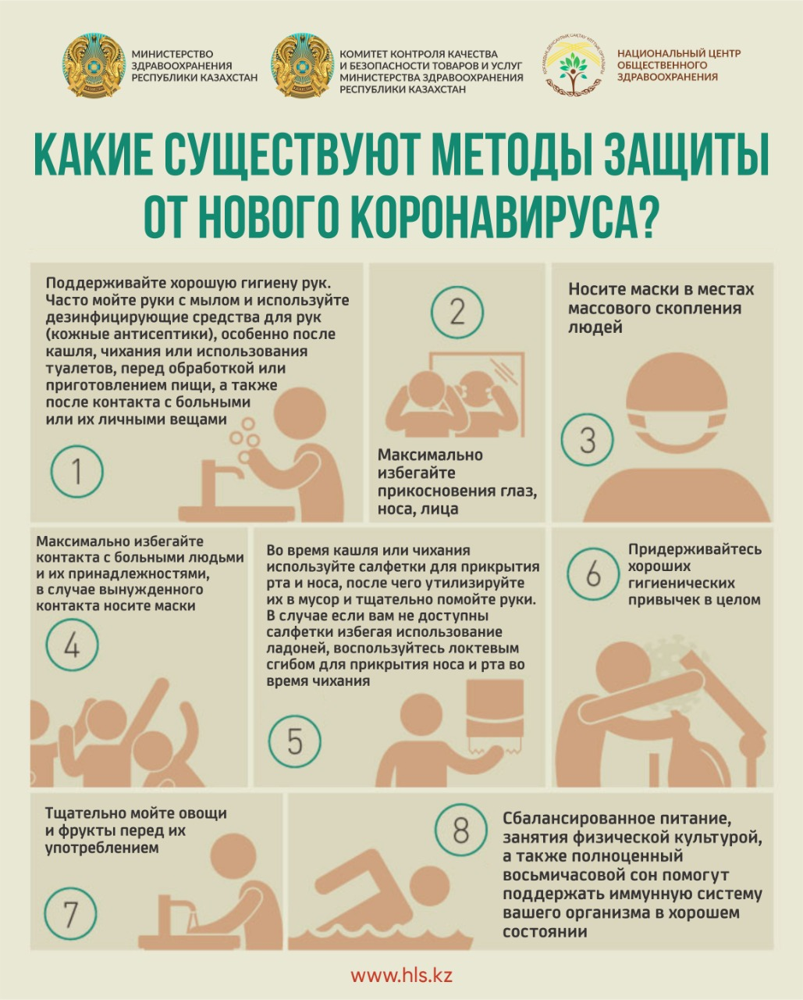 МИНИСТЕРСТВО
ЗДРАВООХРАНЕНИЯ
РЕСПУБЛИКИ КАЗАХСТАН
КОМИТЕТ КОНТРОЛЯ КАЧЕСТВА
И БЕЗОПАСНОСТИ ТОВАРОВ И УСЛУГ
МИНИСТЕРСТВА ЗДРАВООХРАНЕНИЯ
РЕСПУБЛИКИ КАЗАХСТАН
НАЦИОНАЛЬНЫЙ ЦЕНТР
ОБЩЕСТВЕННОГО
ЗДРАВООХРАНЕНИЯ
КАКИЕ СУЩЕСТВУЮТ МЕТОДЫ ЗАЩИТЫ
ОТ НОВОГО КОРОНАВИРУСА?
Поддерживайте хорошую гигиену рук.
Часто мойте руки с мылом и используйте
дезинфицирующие средства для рук
(кожные антисептики), особенно после
кашля, чихания или использования
туалетов, перед обработкой или
приготовлением пищи, а также
после контакта с больными
или их личными вещами
1
2
Максимально
избегайте
прикосновения глаз,
носа, лица
Носите маски в местах
массового скопления
людей
3
Максимально избегайте
контакта с больными людьми
и их принадлежностями,
в случае вынужденного
контакта носите маски
4
Во время кашля или чихания
используйте салфетки для прикрытия
рта и носа, после чего утилизируйте
их в мусор и тщательно помойте руки.
В случае если вам не доступны
салфетки избегая использование
ладоней, воспользуйтесь локтевым
сгибом для прикрытия носа и рта во
время чихания
5
6
Придерживайтесь
хороших
гигиенических
привычек в целом
Тщательно мойте овощи
и фрукты перед их
употреблением
7
8
Сбалансированное питание,
занятия физической культурой,
а также полноценный
восьмичасовой сон помогут
поддержать иммунную систему
вашего организма в хорошем
состоянии
www.hls.kz